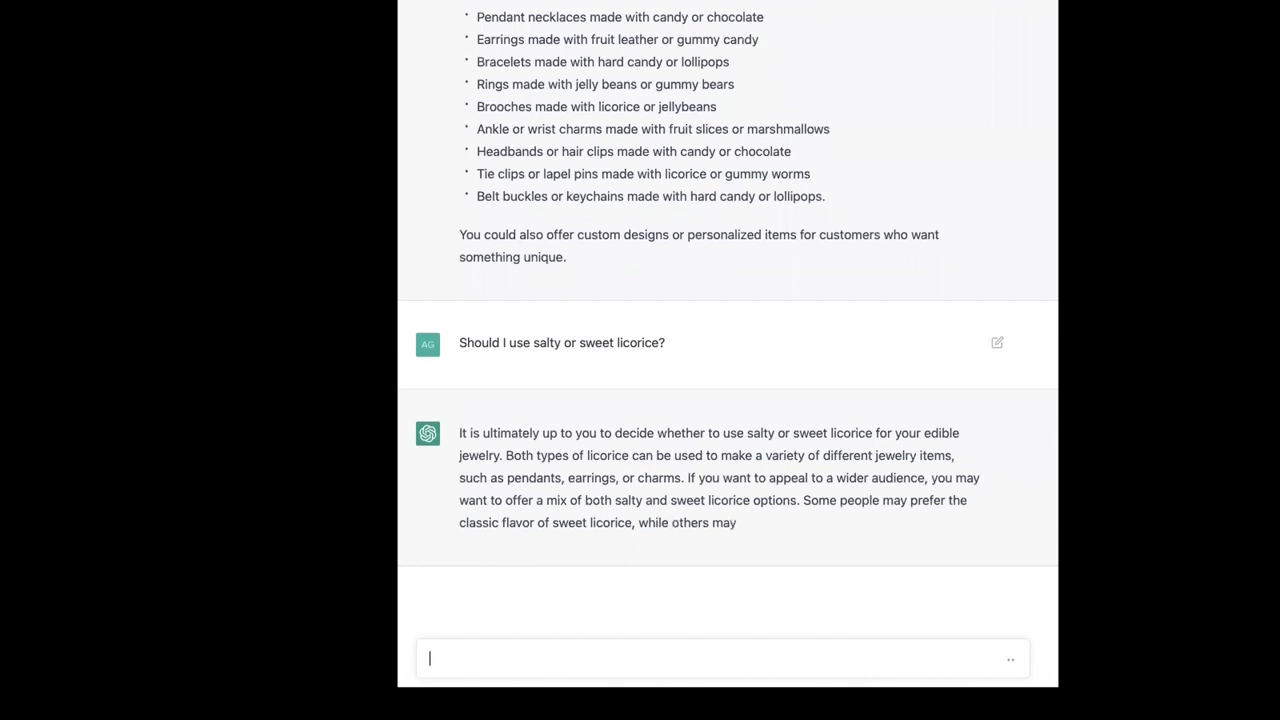 · Pendant necklaces made with candy or chocolate
· Earrings made with fruit leather or gummy candy
· Bracelets made with hard candy or lollipops
· Rings made with jelly beans or gummy bears
· Brooches made with licorice or jellybeans
· Ankle or wrist charms made with fruit slices or marshmallows
· Headbands or hair clips made with candy or chocolate
· Tie clips or lapel pins made with licorice or gummy worms
· Belt buckles or keychains made with hard candy or lollipops.
You could also offer custom designs or personalized items for customers who want
something unique.
AG Should I use salty or sweet licorice?
It is ultimately up to you to decide whether to use salty or sweet licorice for your edible
jewelry. Both types of licorice can be used to make a variety of different jewelry items,
such as pendants, earrings, or charms. If you want to appeal to a wider audience, you may
want to offer a mix of both salty and sweet licorice options. Some people may prefer the
classic flavor of sweet licorice, while others may